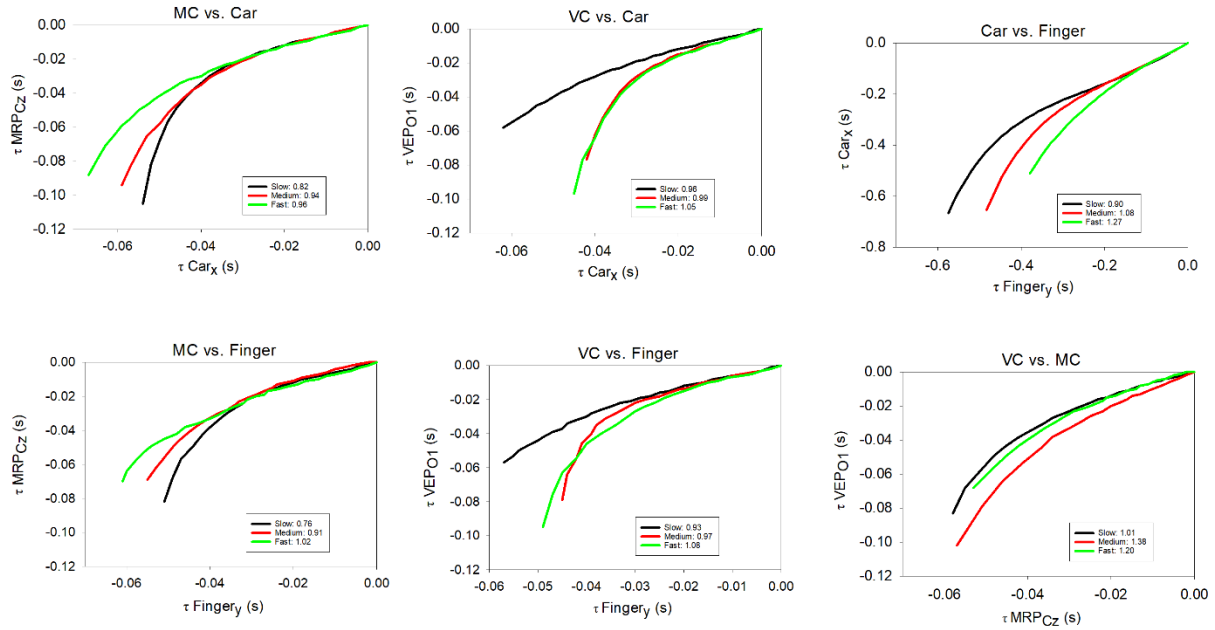 MC vs. Car
0.00
-0.02
-0.04
-0.06
-0.08
-0.10
-0.12
τ MRPCz (s)
Slow: 0.82
Medium: 0.94
Fast: 0.96
-0.06 -0.04 -0.02 0.00
τ Carx (s)
VC vs. Car
0.00
-0.02
-0.04
-0.06
-0.08
-0.10
-0.12
τ VEPO1 (s)
Slow: 0.96
Medium: 0.99
Fast: 1.05
-0.06 -0.04 -0.02 0.00
τ Carx (s)
Car vs. Finger
0.0
-0.2
-0.4
-0.6
-0.8
τ Carx (s)
Slow: 0.90
Medium: 1.08
Fast: 1.27
-0.6 -0.4 -0.2 0.0
τ Fingery (s)
MC vs. Finger
0.00
-0.02
-0.04
-0.06
-0.08
-0.10
-0.12
τ MRPCz (s)
Slow: 0.76
Medium: 0.91
Fast: 1.02
-0.06 -0.04 -0.02 0.00
τ Fingery (s)
VC vs. Finger
0.00
-0.02
-0.04
-0.06
-0.08
-0.10
-0.12
τ VEPO1 (s)
Slow: 0.93
Medium: 0.97
Fast: 1.08
-0.06 -0.05 -0.04 -0.03 -0.02 -0.01 0.00
τ Fingery (s)
VC vs. MC
0.00
-0.02
-0.04
-0.06
-0.08
-0.10
-0.12
τ VEPO1 (s)
Slow: 1.01
Medium: 1.38
Fast: 1.20
-0.06 -0.04 -0.02 0.00
τ MRPCz (s)